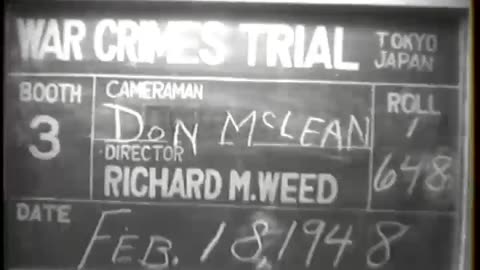 WAR CRIMES TRIAL
TOKYO
JAPAN
BOOTH
3
CAMERAMAN
DON MCLEAN
DIRECTOR
RICHARD M. WEED
ROLL
1
648
DATE
FEB. 18, 1948